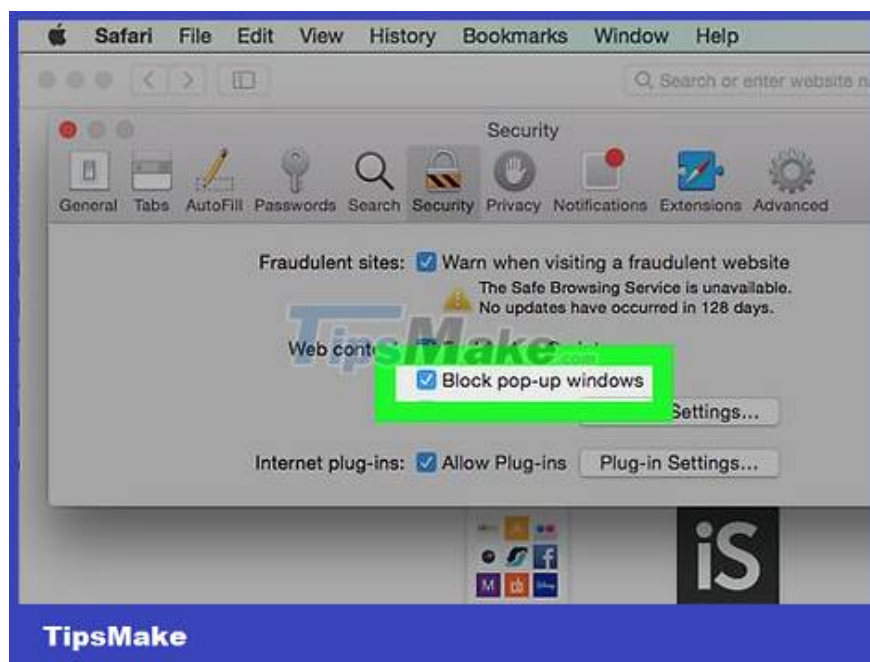 Safari File Edit View History Bookmarks Window Help
Search or enter website n
Security
General Tabs AutoFill Passwords Search Security Privacy Notifications Extensions Advanced
Fraudulent sites: Warn when visiting a fraudulent website
The Safe Browsing Service is unavailable.
No updates have occurred in 128 days.
Web content:
TipsMake.com
Block pop-up windows
Settings...
Internet plug-ins: Allow Plug-ins Plug-in Settings...
iS
TipsMake